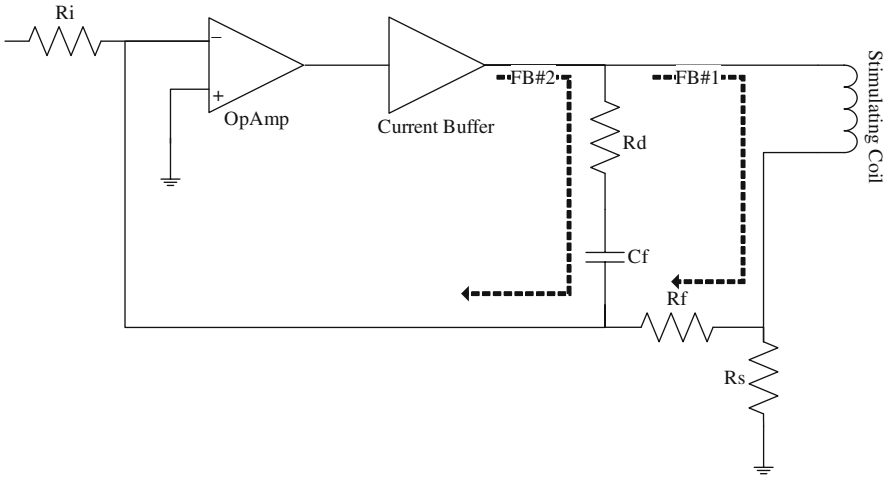 Ri
−
+
OpAmp
Current Buffer
FB#2
FB#1
Rd
Stimulating Coil
Cf
Rf
Rs